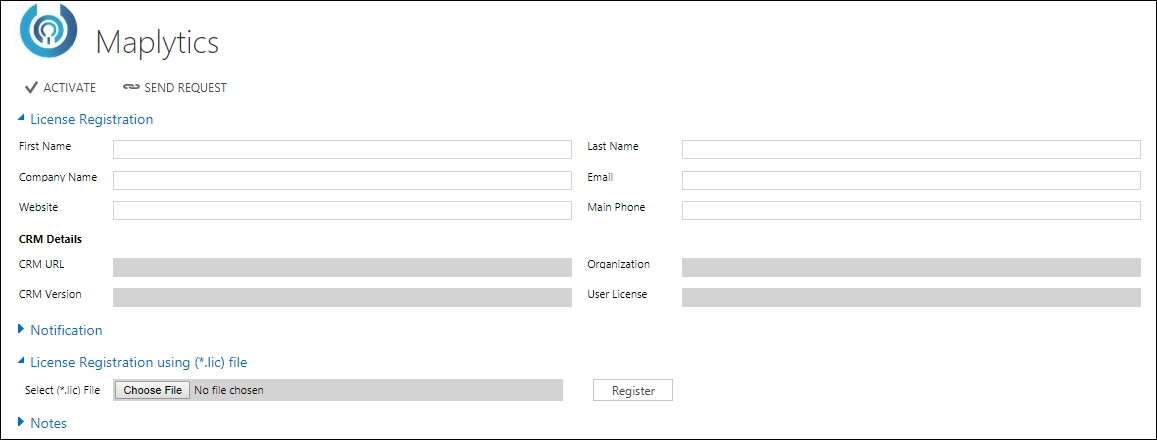 Maplytics
ACTIVATE SEND REQUEST
License Registration
First Name Last Name
Company Name Email
Website Main Phone
CRM Details
CRM URL Organization
CRM Version User License
Notification
License Registration using (*.lic) file
Select (*.lic) File Choose File No file chosen Register
Notes